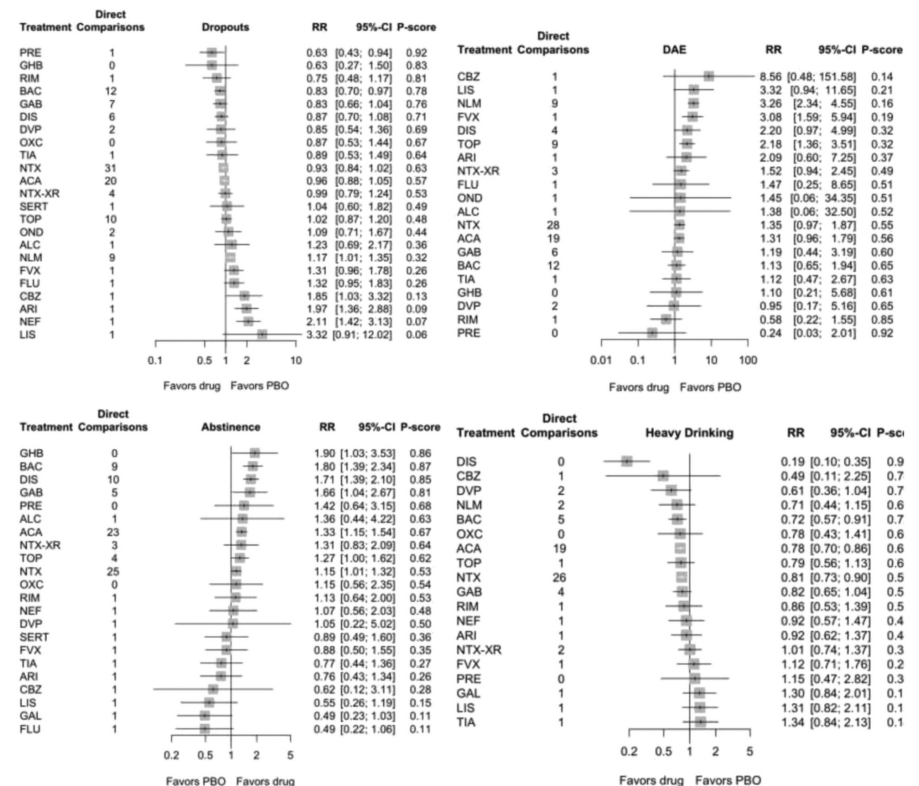 Direct
Treatment Comparisons Dropouts RR 95%-CI P-score
PRE 1 0.63 [0.43; 0.94] 0.92
GHB 0 0.63 [0.27; 1.50] 0.83
RIM 1 0.75 [0.48; 1.17] 0.81
BAC 12 0.83 [0.70; 0.97] 0.78
GAB 7 0.83 [0.66; 1.04] 0.76
DIS 6 0.87 [0.70; 1.08] 0.71
DVP 2 0.85 [0.54; 1.36] 0.69
OXC 0 0.87 [0.53; 1.44] 0.67
TIA 1 0.89 [0.53; 1.49] 0.64
NTX 31 0.93 [0.84; 1.02] 0.63
ACA 20 0.96 [0.88; 1.05] 0.57
NTX-XR 4 0.99 [0.79; 1.24] 0.53
SERT 1 1.04 [0.60; 1.82] 0.49
TOP 10 1.02 [0.87; 1.20] 0.48
OND 2 1.09 [0.71; 1.67] 0.44
ALC 1 1.23 [0.69; 2.17] 0.36
NLM 9 1.17 [1.01; 1.35] 0.32
FVX 1 1.31 [0.96; 1.78] 0.26
FLU 1 1.32 [0.95; 1.83] 0.26
CBZ 1 1.85 [1.03; 3.32] 0.13
ARI 1 1.97 [1.36; 2.88] 0.09
NEF 1 2.11 [1.42; 3.13] 0.07
LIS 1 3.32 [0.91; 12.02] 0.06
0.1 0.5 1 2 10
Favors drug Favors PBO
Direct
Treatment Comparisons DAE RR 95%-CI P-score
CBZ 1 8.56 [0.48; 151.58] 0.14
LIS 1 3.32 [0.94; 11.65] 0.21
NLM 9 3.26 [2.34; 4.55] 0.16
FVX 1 3.08 [1.59; 5.94] 0.19
DIS 4 2.20 [0.97; 4.99] 0.32
TOP 9 2.18 [1.36; 3.51] 0.32
ARI 1 2.09 [0.60; 7.25] 0.37
NTX-XR 3 1.52 [0.94; 2.45] 0.49
FLU 1 1.47 [0.25; 8.65] 0.51
OND 1 1.45 [0.06; 34.35] 0.51
ALC 1 1.38 [0.06; 32.50] 0.52
NTX 28 1.35 [0.97; 1.87] 0.55
ACA 19 1.31 [0.96; 1.79] 0.56
GAB 6 1.19 [0.44; 3.19] 0.60
BAC 12 1.13 [0.65; 1.94] 0.65
TIA 1 1.12 [0.47; 2.67] 0.63
GHB 0 1.10 [0.21; 5.68] 0.61
DVP 2 0.95 [0.17; 5.16] 0.65
RIM 1 0.58 [0.22; 1.55] 0.85
PRE 0 0.24 [0.03; 2.01] 0.92
0.01 0.1 1 10 100
Favors drug Favors PBO
Direct
Treatment Comparisons Abstinence RR 95%-CI P-score
GHB 0 1.90 [1.03; 3.53] 0.86
BAC 9 1.80 [1.39; 2.34] 0.87
DIS 10 1.71 [1.39; 2.10] 0.85
GAB 5 1.66 [1.04; 2.67] 0.81
PRE 0 1.42 [0.64; 3.15] 0.68
ALC 1 1.36 [0.44; 4.22] 0.63
ACA 23 1.33 [1.15; 1.54] 0.67
NTX-XR 3 1.31 [0.83; 2.09] 0.64
TOP 4 1.27 [1.00; 1.62] 0.62
NTX 25 1.15 [1.01; 1.32] 0.53
OXC 0 1.15 [0.56; 2.35] 0.54
RIM 1 1.13 [0.64; 2.00] 0.53
NEF 1 1.07 [0.56; 2.03] 0.48
DVP 1 1.05 [0.22; 5.02] 0.50
SERT 1 0.89 [0.49; 1.60] 0.36
FVX 1 0.88 [0.50; 1.55] 0.35
TIA 1 0.77 [0.44; 1.36] 0.27
ARI 1 0.76 [0.43; 1.34] 0.26
CBZ 1 0.62 [0.12; 3.11] 0.28
LIS 1 0.55 [0.26; 1.19] 0.15
GAL 1 0.49 [0.23; 1.03] 0.11
FLU 1 0.49 [0.22; 1.06] 0.11
0.2 0.5 1 2 5
Favors PBO Favors drug
Direct
Treatment Comparisons Heavy Drinking RR 95%-CI P-sc
DIS 0 0.19 [0.10; 0.35] 0.9
CBZ 1 0.49 [0.11; 2.25] 0.7
DVP 2 0.61 [0.36; 1.04] 0.7
NLM 2 0.71 [0.44; 1.15] 0.6
BAC 5 0.72 [0.57; 0.91] 0.7
OXC 0 0.78 [0.43; 1.41] 0.6
ACA 19 0.78 [0.70; 0.86] 0.6
TOP 1 0.79 [0.56; 1.13] 0.6
NTX 26 0.81 [0.73; 0.90] 0.5
GAB 4 0.82 [0.65; 1.04] 0.5
RIM 1 0.86 [0.53; 1.39] 0.5
NEF 1 0.92 [0.57; 1.47] 0.4
ARI 1 0.92 [0.62; 1.37] 0.4
NTX-XR 2 1.01 [0.74; 1.37] 0.3
FVX 1 1.12 [0.71; 1.76] 0.2
PRE 0 1.15 [0.47; 2.82] 0.3
GAL 1 1.30 [0.84; 2.01] 0.1
LIS 1 1.31 [0.82; 2.11] 0.1
TIA 1 1.34 [0.84; 2.13] 0.1
0.2 0.5 1 2 5
Favors drug Favors PBO